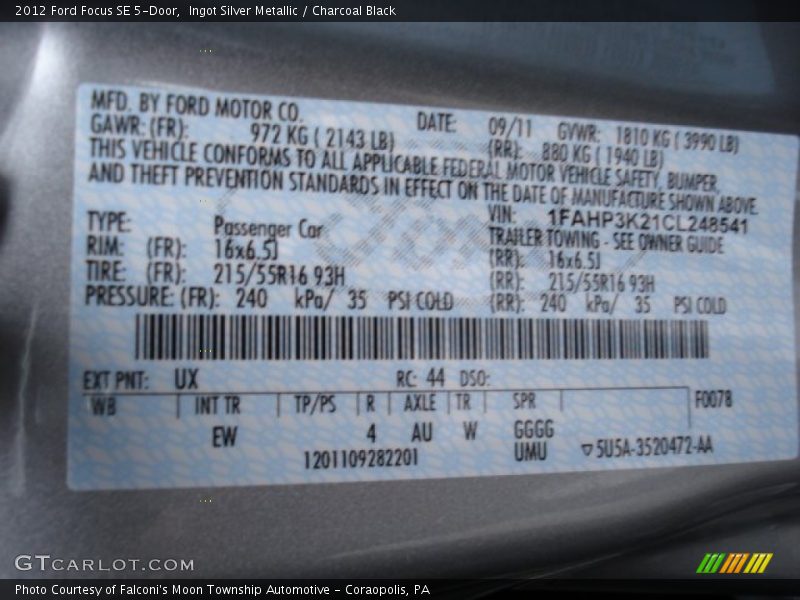 2012 Ford Focus SE 5-Door, Ingot Silver Metallic / Charcoal Black
MFD. BY FORD MOTOR CO.
DATE: 09/11 GVWR: 1810 KG ( 3990 LB)
GAWR: (FR): 972 KG ( 2143 LB) (RR): 880 KG ( 1940 LB)
THIS VEHICLE CONFORMS TO ALL APPLICABLE FEDERAL MOTOR VEHICLE SAFETY, BUMPER,
AND THEFT PREVENTION STANDARDS IN EFFECT ON THE DATE OF MANUFACTURE SHOWN ABOVE.
VIN: 1FAHP3K21CL248541
TYPE: Passenger Car TRAILER TOWING - SEE OWNER GUIDE
RIM: (FR): 16x6.5J (RR): 16x6.5J
TIRE: (FR): 215/55R16 93H (RR): 215/55R16 93H
PRESSURE: (FR): 240 kPa/ 35 PSI COLD (RR): 240 kPa/ 35 PSI COLD
EXT PNT: UX RC: 44 DSO:
WB INT TR TP/PS R AXLE TR SPR F0078
EW 4 AU W GGGG
UMU
1201109282201 ▽5U5A-3520472-AA
GTCARLOT.COM
Photo Courtesy of Falconi's Moon Township Automotive - Coraopolis, PA